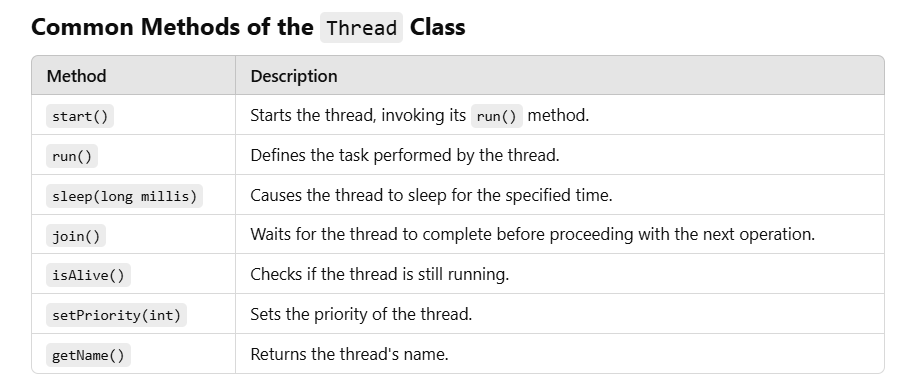 Common Methods of the Thread Class
Method Description
start() Starts the thread, invoking its run() method.
run() Defines the task performed by the thread.
sleep(long millis) Causes the thread to sleep for the specified time.
join() Waits for the thread to complete before proceeding with the next operation.
isAlive() Checks if the thread is still running.
setPriority(int) Sets the priority of the thread.
getName() Returns the thread's name.